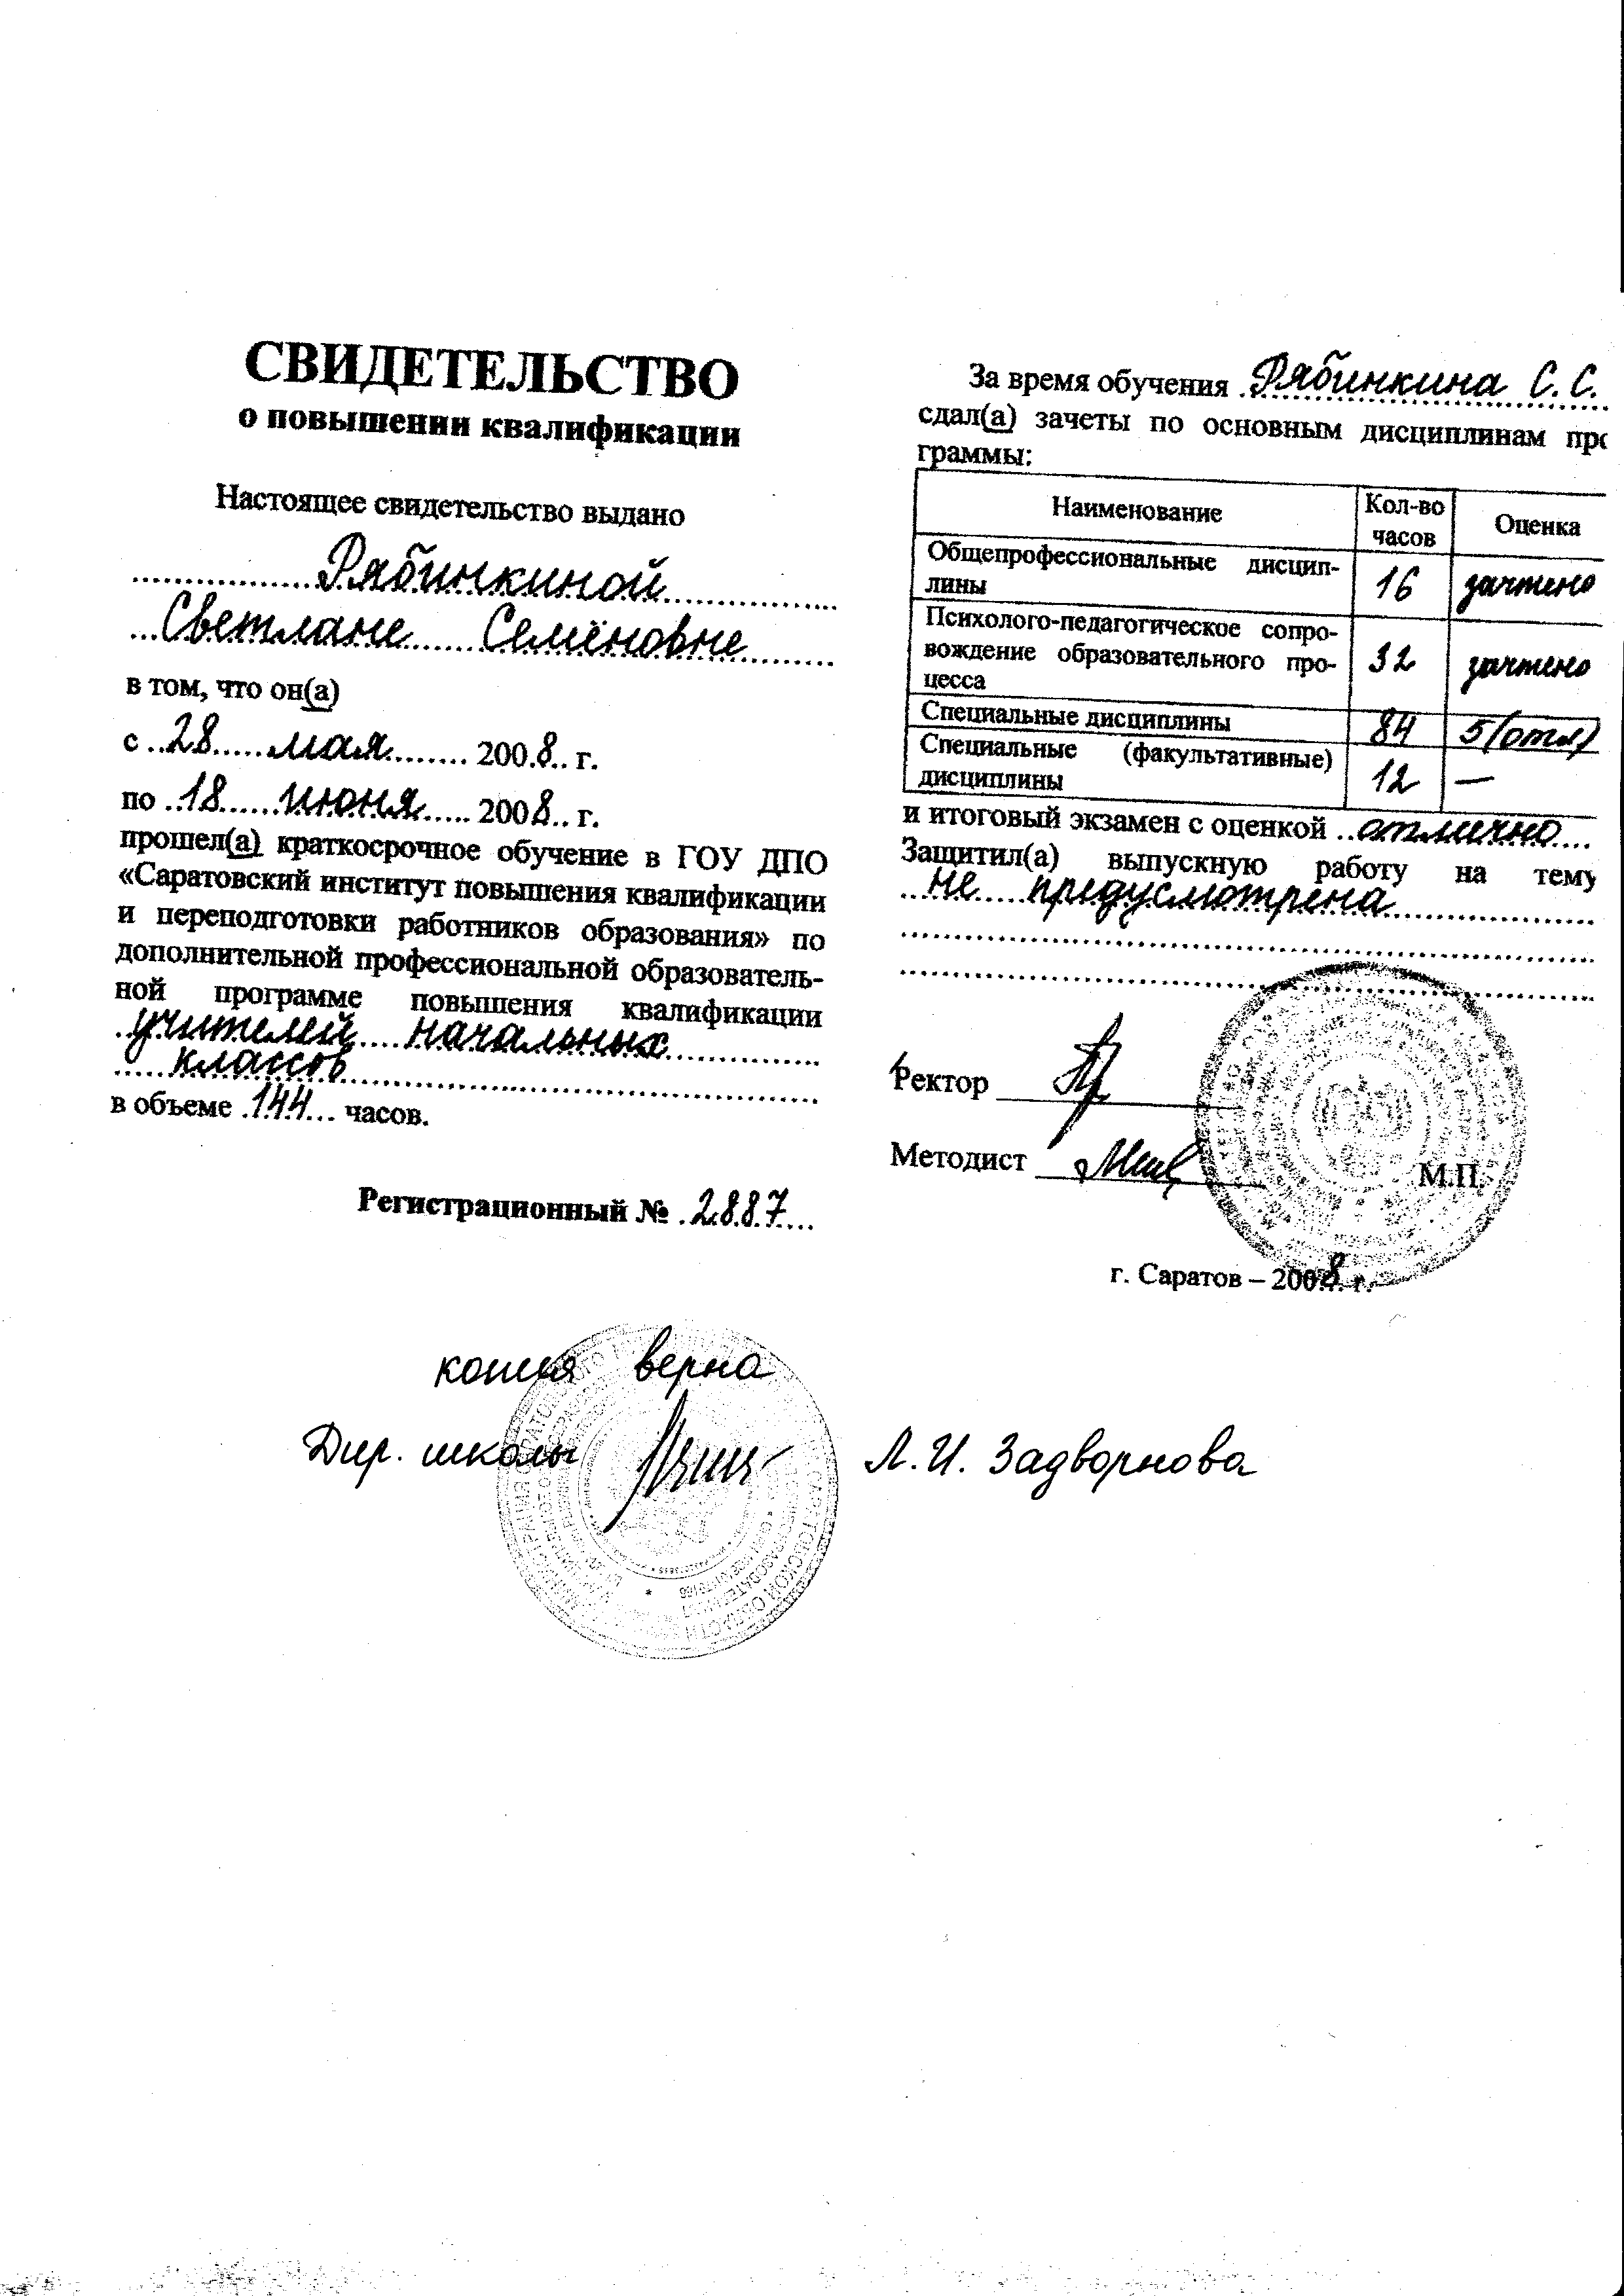 СВИДЕТЕЛЬСТВО
о повышении квалификации
Настоящее свидетельство выдано
Рябинкиной
Светлане Семёновне
в том, что он(а)
с 28 мая 2008 г.
по 18 июня 2008 г.
прошел(а) краткосрочное обучение в ГОУ ДПО
«Саратовский институт повышения квалификации
и переподготовки работников образования» по
дополнительной профессиональной образователь-
ной программе повышения квалификации
учителей начальных
классов
в объеме 144 часов.
Регистрационный № 2887
За время обучения Рябинкина С. С.
сдал(а) зачеты по основным дисциплинам про
граммы:
Наименование Кол-во часов Оценка
Общепрофессиональные дисцип-
лины 16 зачтено
Психолого-педагогическое сопро-
вождение образовательного про-
цесса 32 зачтено
Специальные дисциплины 84 5 (отл)
Специальные (факультативные)
дисциплины 12 —
и итоговый экзамен с оценкой отлично
Защитил(а) выпускную работу на тему
не предусмотрена
Ректор
Методист
М.П.
г. Саратов – 2008 г.
копия верна
Дир. школы Л.И. Задворнова